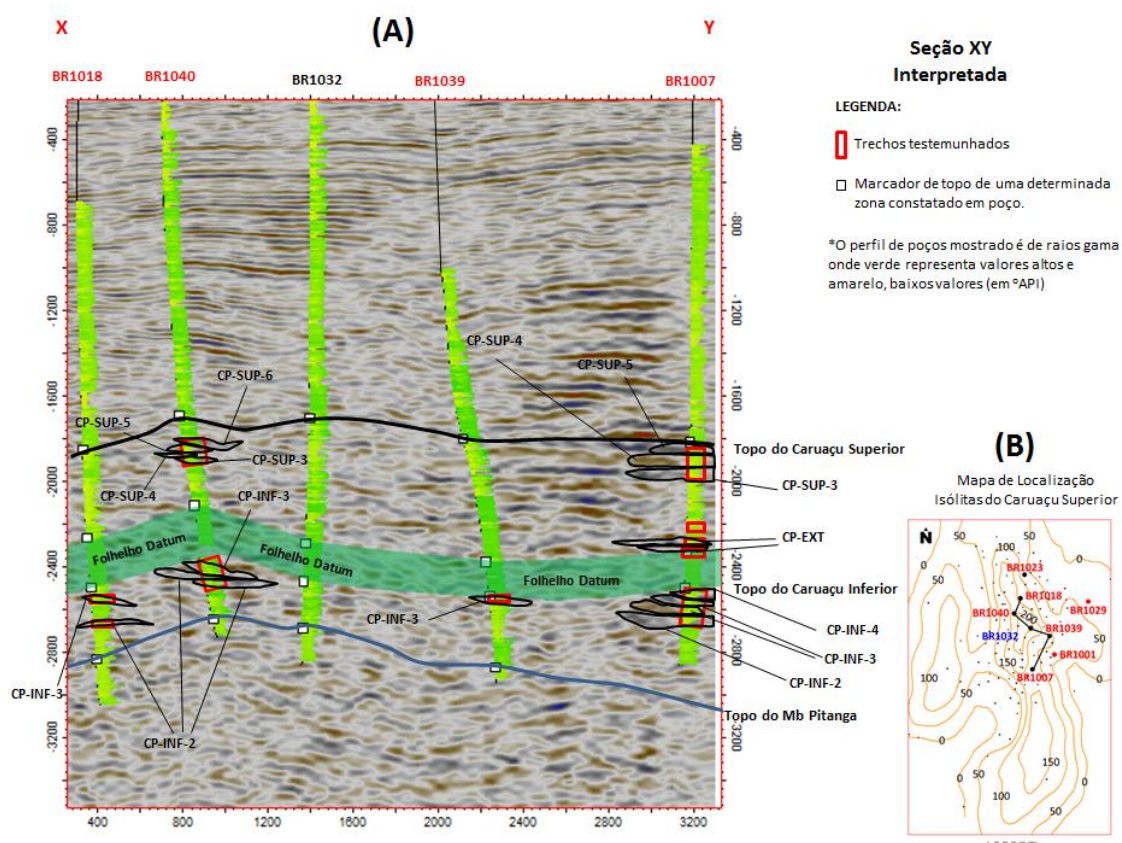 X
(A)
Y
BR1018
BR1040
BR1032
BR1039
BR1007
Seção XY
Interpretada
LEGENDA:
Trechos testemunhados
Marcador de topo de uma determinada
zona constatado em poço.
*O perfil de poços mostrado é de raios gama
onde verde representa valores altos e
amarelo, baixos valores (em °API)
-400
-800
-1200
-1600
-2000
-2400
-2800
-3200
-400
-800
-1200
-1600
-2000
-2400
-2800
-3200
CP-SUP-4
CP-SUP-5
CP-SUP-6
CP-SUP-5
CP-SUP-3
CP-SUP-4
CP-INF-3
Topo do Caruaçu Superior
CP-SUP-3
CP-EXT
Folhelho Datum
Folhelho Datum
Folhelho Datum
Topo do Caruaçu Inferior
CP-INF-3
CP-INF-4
CP-INF-3
CP-INF-2
CP-INF-3
CP-INF-2
Topo do Mb Pitanga
400
800
1200
1600
2000
2400
2800
3200
(B)
Mapa de Localização
Isólitas do Caruaçu Superior
N
0
50
100
50
0
BR1023
BR1018
BR1029
BR1040
200
BR1039
BR1032
50
BR1001
150
BR1007
0
100
50
0
50
100
150
50
0